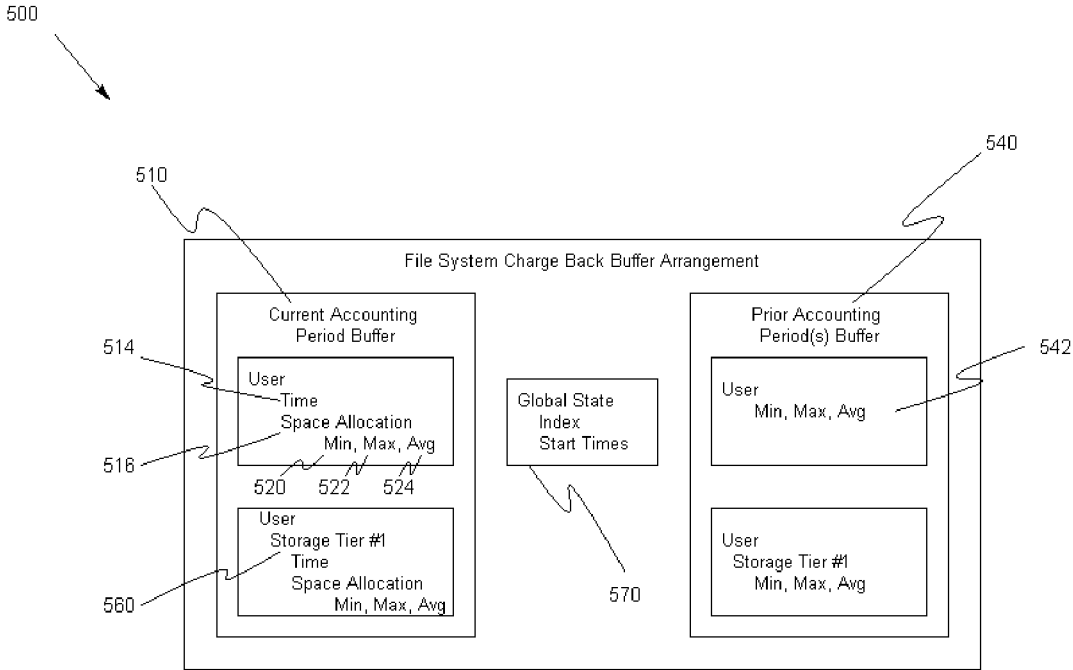 500
540
510
File System Charge Back Buffer Arrangement
Current Accounting
Period Buffer
Prior Accounting
Period(s) Buffer
514
542
User
Time
Space Allocation
Min, Max, Avg
516
520
522
524
Global State
Index
Start Times
User
Min, Max, Avg
User
Storage Tier #1
Time
Space Allocation
Min, Max, Avg
560
570
User
Storage Tier #1
Min, Max, Avg